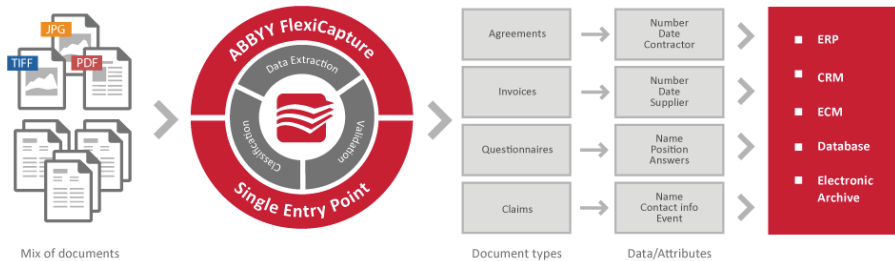 JPG
TIFF
PDF
Mix of documents
ABBYY FlexiCapture
Data Extraction
Classification
Validation
Single Entry Point
Agreements
Number
Date
Contractor
Invoices
Number
Date
Supplier
Questionnaires
Name
Position
Answers
Claims
Name
Contact info
Event
Document types
Data/Attributes
ERP
CRM
ECM
Database
Electronic
Archive